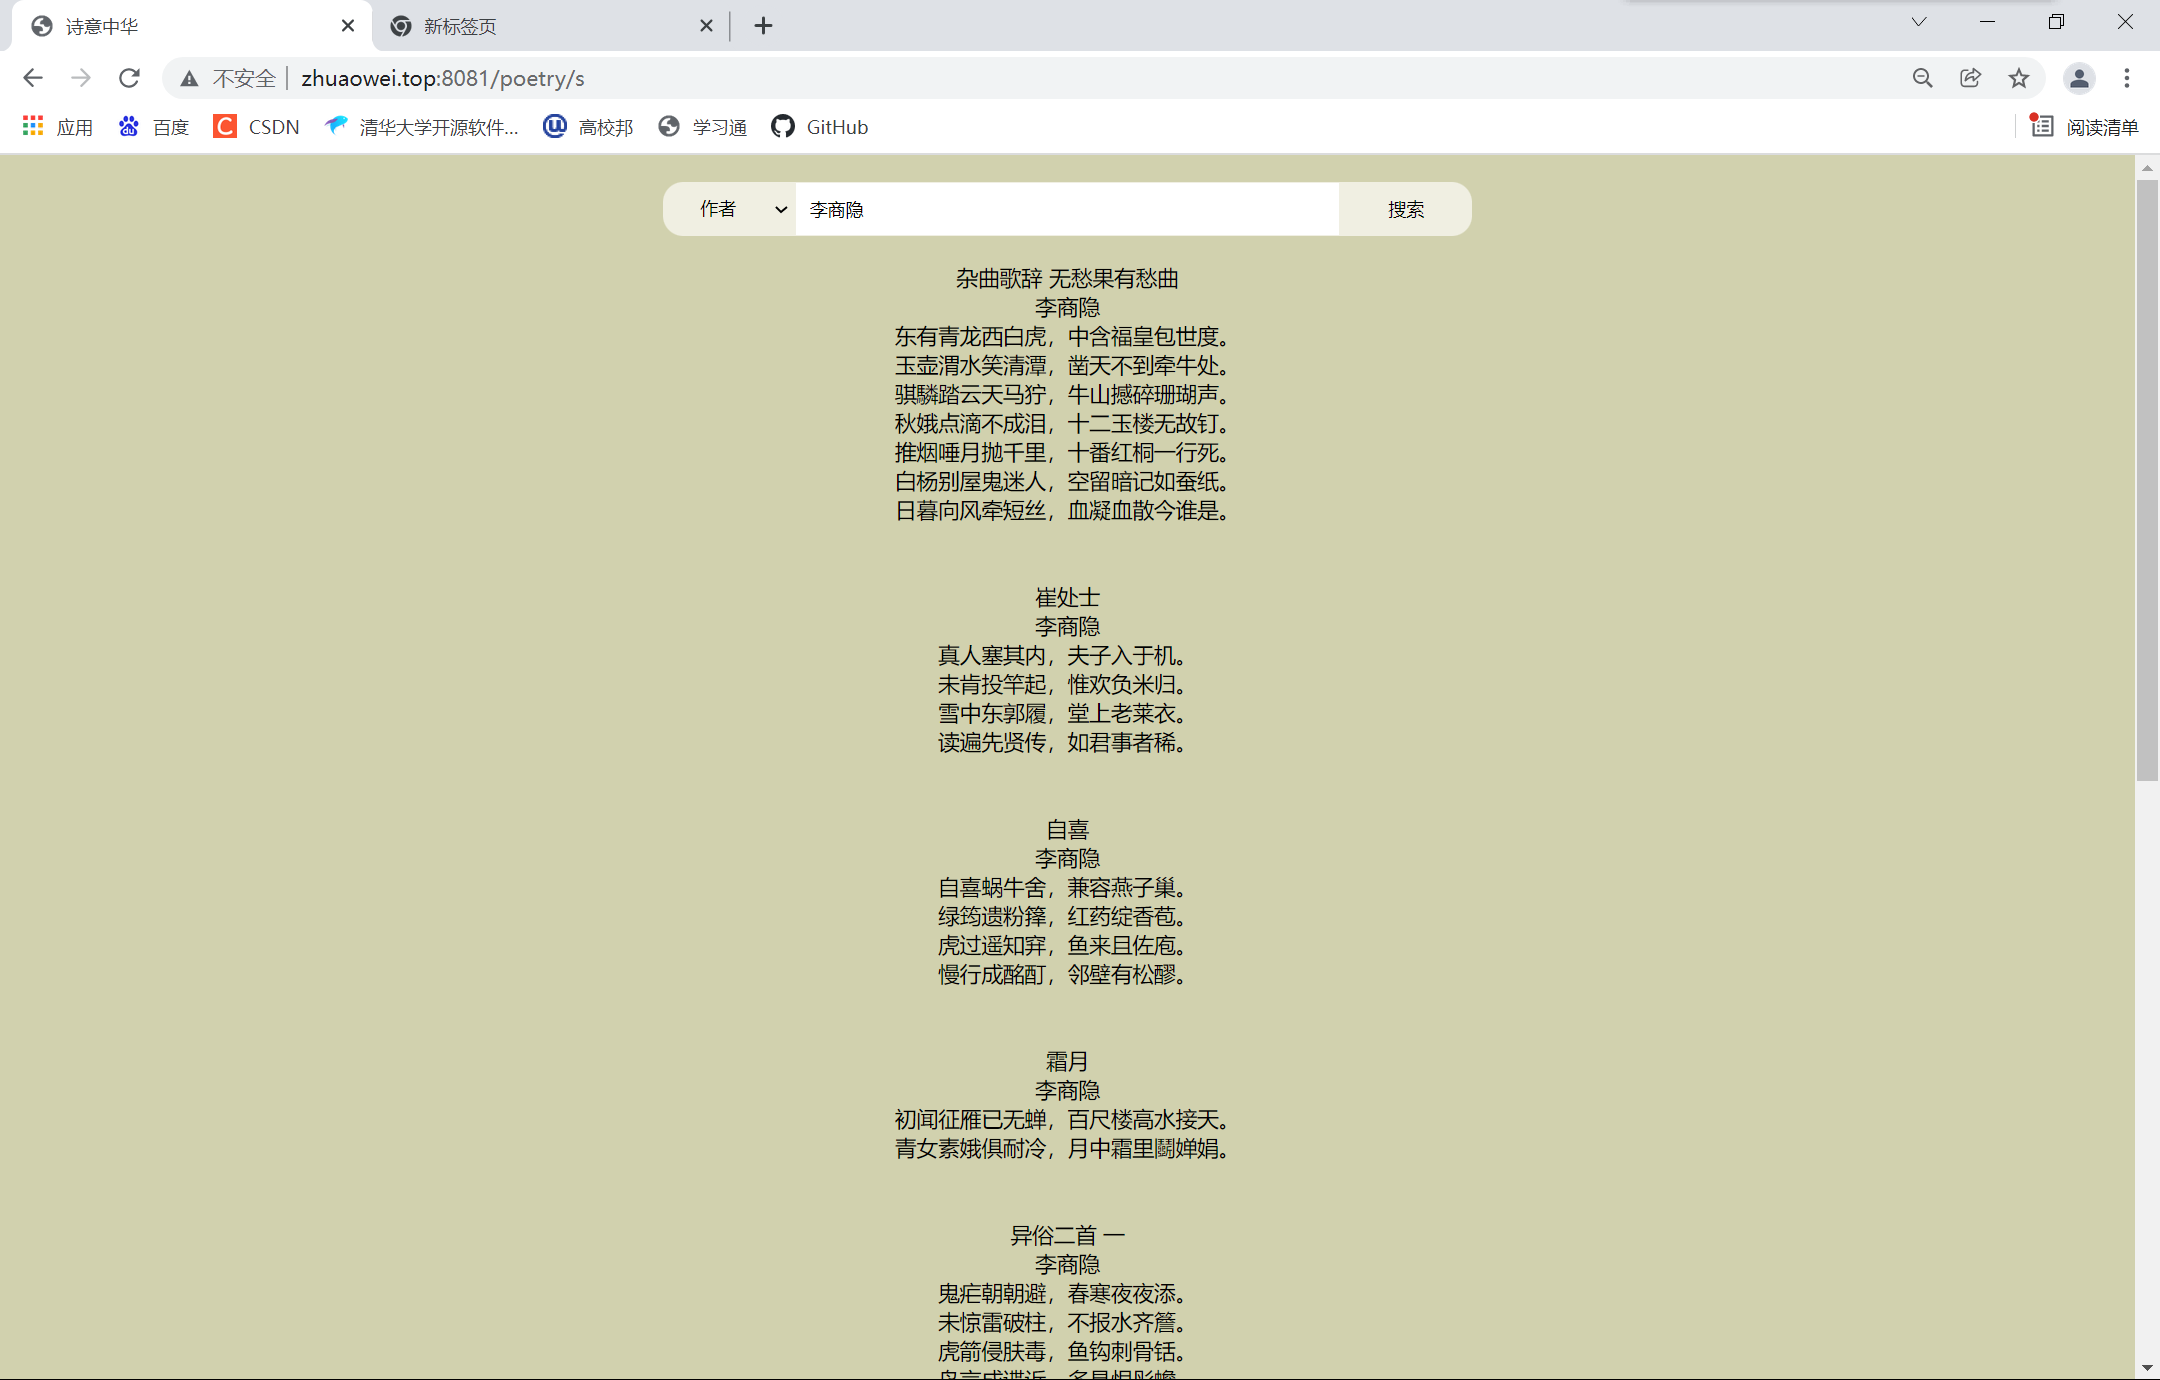 诗意中华
新标签页
不安全 zhuaowei.top:8081/poetry/s
应用 百度 CSDN 清华大学开源软件... 高校邦 学习通 GitHub 阅读清单
作者 李商隐 搜索
杂曲歌辞 无愁果有愁曲
李商隐
东有青龙西白虎，中含福皇包世度。
玉壶渭水笑清潭，凿天不到牵牛处。
骐驎踏云天马狞，牛山撼碎珊瑚声。
秋娥点滴不成泪，十二玉楼无故钉。
推烟唾月抛千里，十番红桐一行死。
白杨别屋鬼迷人，空留暗记如蚕纸。
日暮向风牵短丝，血凝血散今谁是。
崔处士
李商隐
真人塞其内，夫子入于机。
未肯投竿起，惟欢负米归。
雪中东郭履，堂上老莱衣。
读遍先贤传，如君事者稀。
自喜
李商隐
自喜蜗牛舍，兼容燕子巢。
绿筠遗粉箨，红药绽香苞。
虎过遥知穽，鱼来且佐庖。
慢行成酩酊，邻壁有松醪。
霜月
李商隐
初闻征雁已无蝉，百尺楼高水接天。
青女素娥俱耐冷，月中霜里鬬婵娟。
异俗二首 一
李商隐
鬼疟朝朝避，春寒夜夜添。
未惊雷破柱，不报水齐簷。
虎箭侵肤毒，鱼钩刺骨铦。